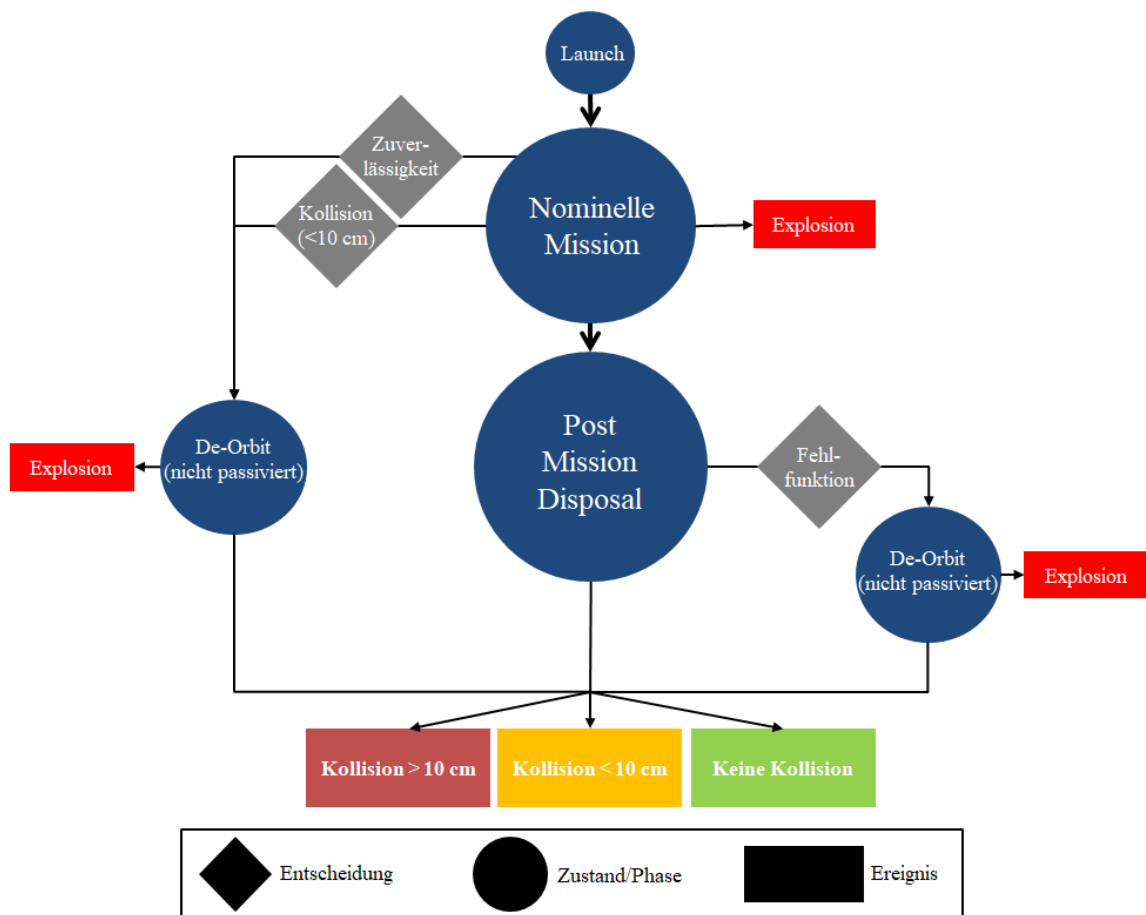 Launch
Zuver-
lässigkeit
Kollision
(<10 cm)
Nominelle
Mission
Explosion
Post
Mission
Disposal
De-Orbit
(nicht passiviert)
Explosion
Fehl-
funktion
De-Orbit
(nicht passiviert)
Explosion
Kollision > 10 cm
Kollision < 10 cm
Keine Kollision
Entscheidung
Zustand/Phase
Ereignis